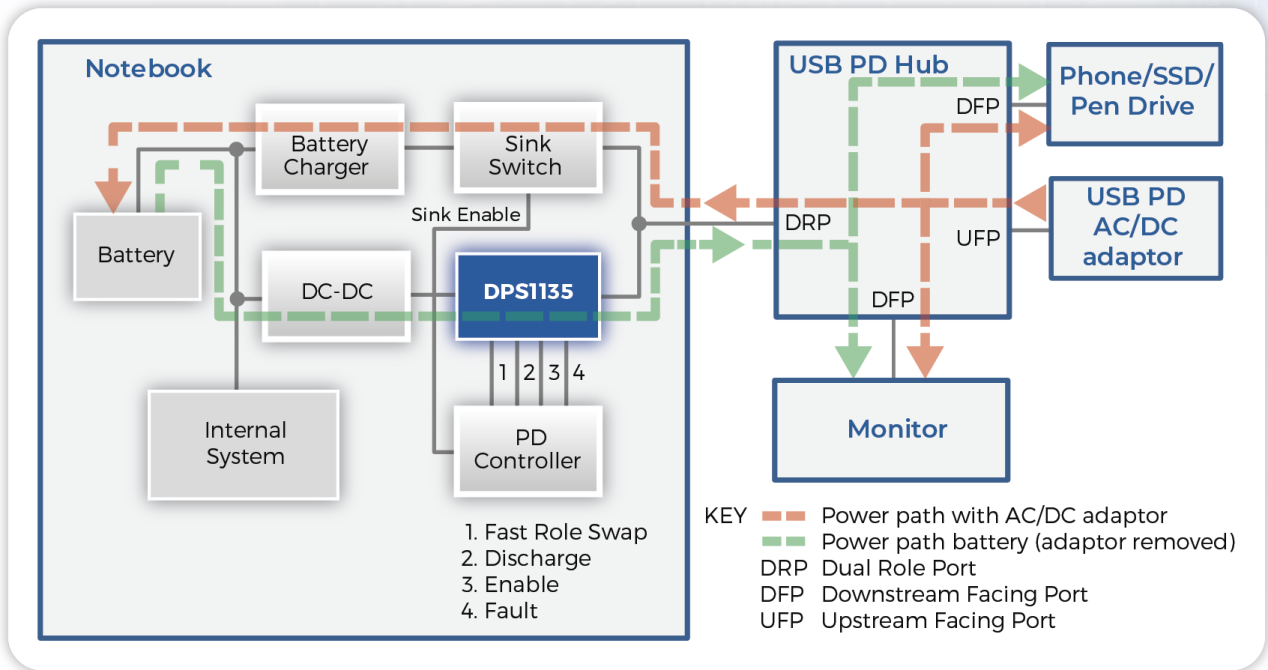 Notebook
Battery
Charger
Sink
Switch
Sink Enable
Battery
DC-DC
DPS1135
1 2 3 4
Internal
System
PD
Controller
1. Fast Role Swap
2. Discharge
3. Enable
4. Fault
USB PD Hub
DFP
DRP
UFP
DFP
Phone/SSD/
Pen Drive
USB PD
AC/DC
adaptor
Monitor
KEY
Power path with AC/DC adaptor
Power path battery (adaptor removed)
DRP Dual Role Port
DFP Downstream Facing Port
UFP Upstream Facing Port